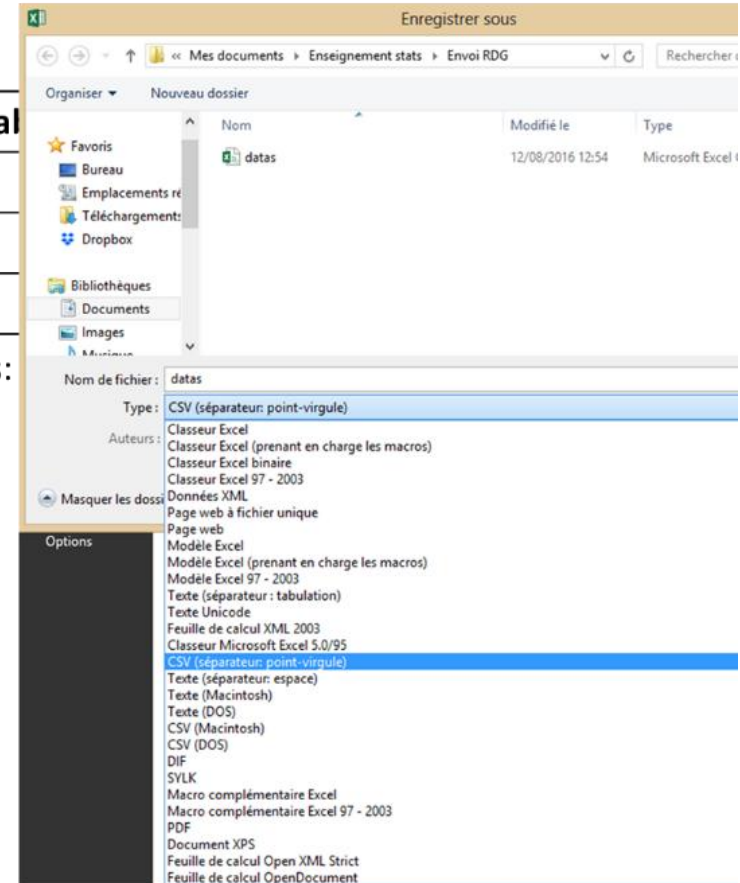 Enregistrer sous
« Mes documents Enseignement stats Envoi RDG Rechercher
Organiser Nouveau dossier
Nom Modifié le Type
Favoris
datas 12/08/2016 12:54 Microsoft Excel
Bureau
Emplacements ré
Téléchargements
Dropbox
Bibliothèques
Documents
Images
Nom de fichier : datas
Type : CSV (séparateur: point-virgule)
Auteurs :
Classeur Excel
Classeur Excel (prenant en charge les macros)
Classeur Excel binaire
Classeur Excel 97 - 2003
Masquer les dossi
Données XML
Page web à fichier unique
Page web
Options
Modèle Excel
Modèle Excel (prenant en charge les macros)
Modèle Excel 97 - 2003
Texte (séparateur : tabulation)
Texte Unicode
Feuille de calcul XML 2003
Classeur Microsoft Excel 5.0/95
CSV (séparateur: point-virgule)
Texte (séparateur: espace)
Texte (Macintosh)
Texte (DOS)
CSV (Macintosh)
CSV (DOS)
DIF
SYLK
Macro complémentaire Excel
Macro complémentaire Excel 97 - 2003
PDF
Document XPS
Feuille de calcul Open XML Strict
Feuille de calcul OpenDocument